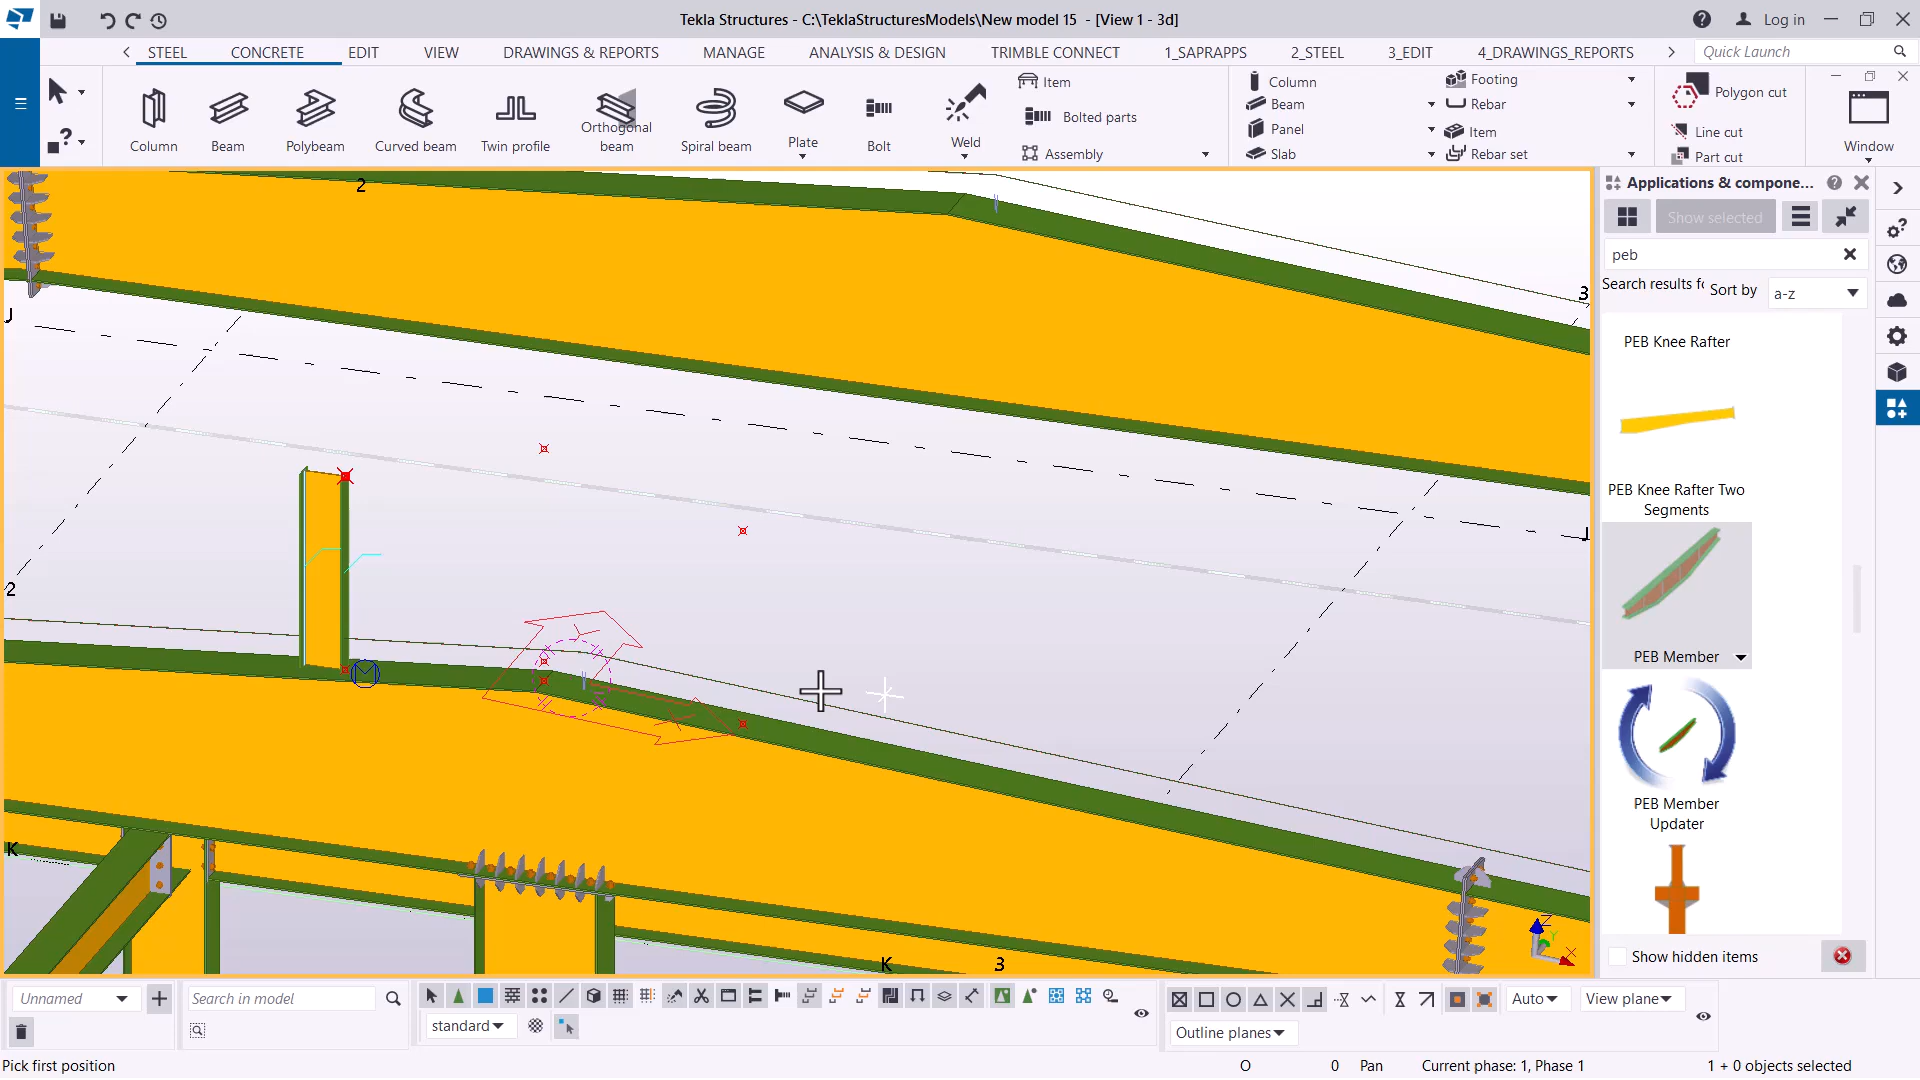 Tekla Structures - C:\TeklaStructuresModels\New model 15 - [View 1 - 3d]
Log in
STEEL CONCRETE EDIT VIEW DRAWINGS & REPORTS MANAGE ANALYSIS & DESIGN TRIMBLE CONNECT 1_SAPRAPPS 2_STEEL 3_EDIT 4_DRAWINGS_REPORTS Quick Launch
Column
Beam
Polybeam
Curved beam
Twin profile
Orthogonal
beam
Spiral beam
Plate
Bolt
Weld
Item
Bolted parts
Assembly
Column
Beam
Panel
Slab
Footing
Rebar
Item
Rebar set
Polygon cut
Line cut
Part cut
Window
2
3
J
J
2
K
K
3
Z
Y
X
Applications & compone...
Show selected
peb
Search results fo
Sort by
a-z
PEB Knee Rafter
PEB Knee Rafter Two
Segments
PEB Member
PEB Member
Updater
Show hidden items
Unnamed
Search in model
standard
Auto
View plane
Outline planes
Pick first position
O
0
Pan
Current phase: 1, Phase 1
1 + 0 objects selected